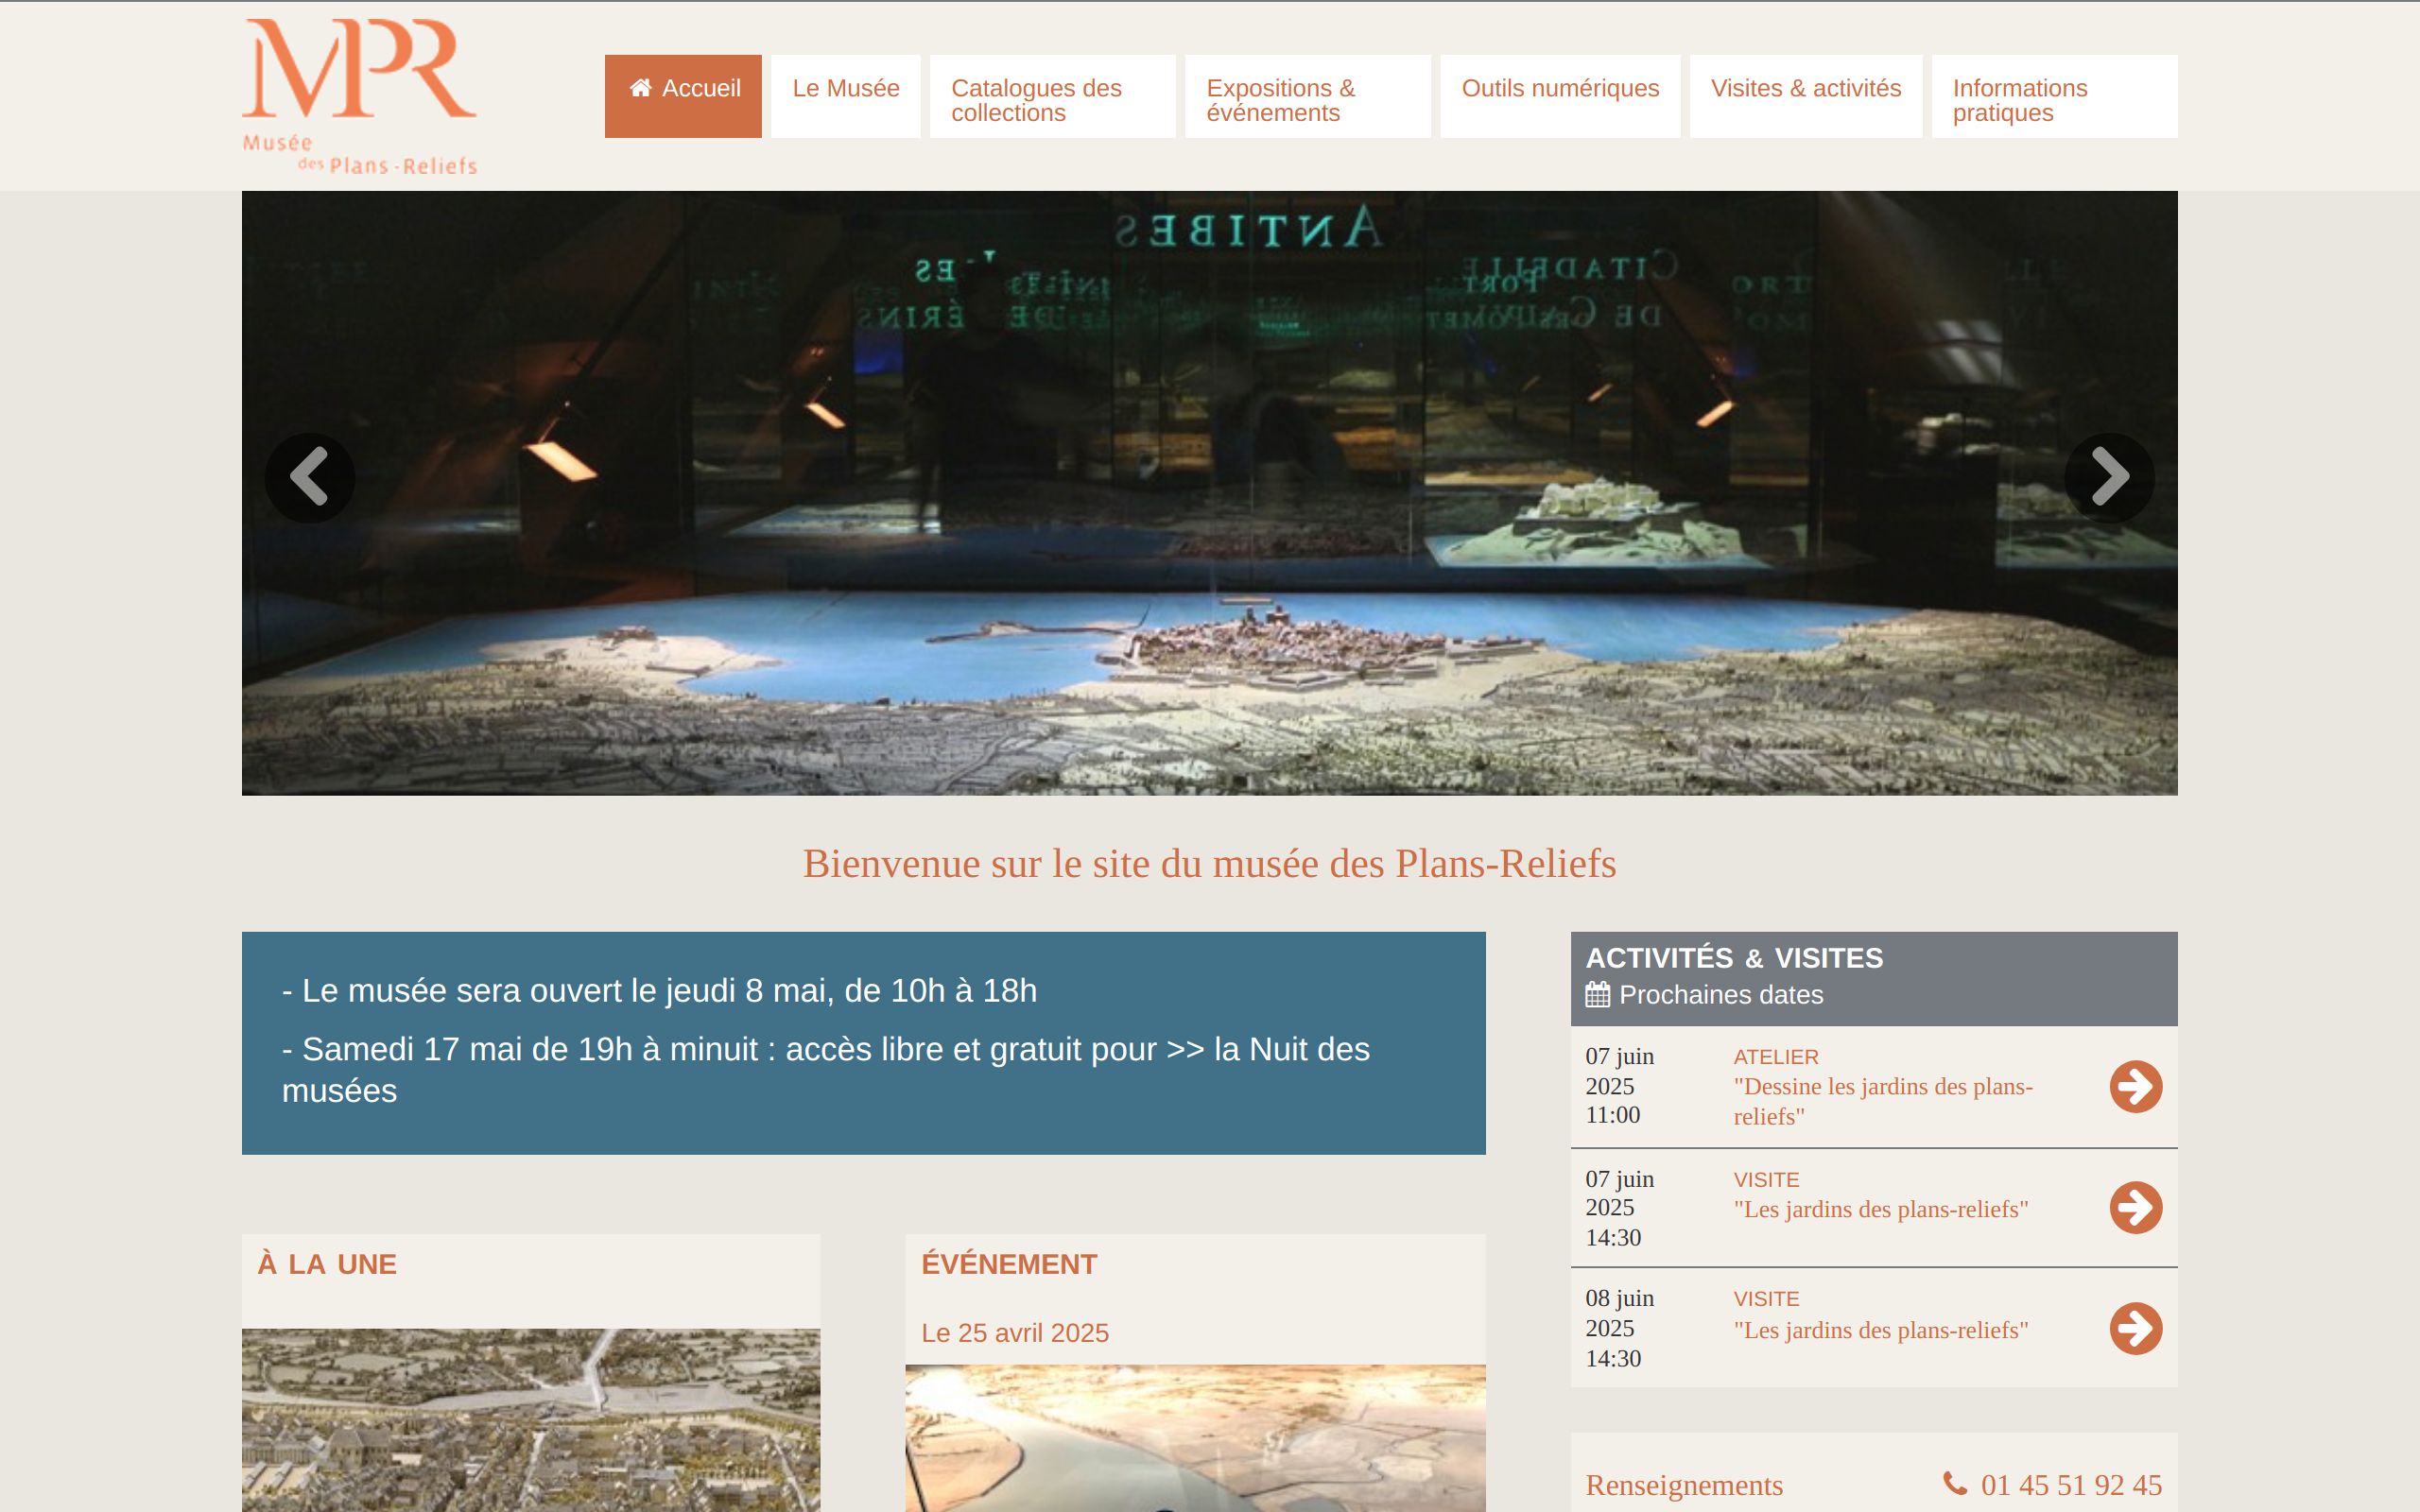 MPR
Musée
des Plans-Reliefs
Accueil
Le Musée
Catalogues des
collections
Expositions &
événements
Outils numériques
Visites & activités
Informations
pratiques
ANTIBES
CITADELLE
FORT
Bienvenue sur le site du musée des Plans-Reliefs
- Le musée sera ouvert le jeudi 8 mai, de 10h à 18h
- Samedi 17 mai de 19h à minuit : accès libre et gratuit pour >> la Nuit des
musées
À LA UNE
ÉVÉNEMENT
Le 25 avril 2025
ACTIVITÉS & VISITES
Prochaines dates
07 juin
2025
11:00
ATELIER
"Dessine les jardins des plans-
reliefs"
07 juin
2025
14:30
VISITE
"Les jardins des plans-reliefs"
08 juin
2025
14:30
VISITE
"Les jardins des plans-reliefs"
Renseignements 01 45 51 92 45